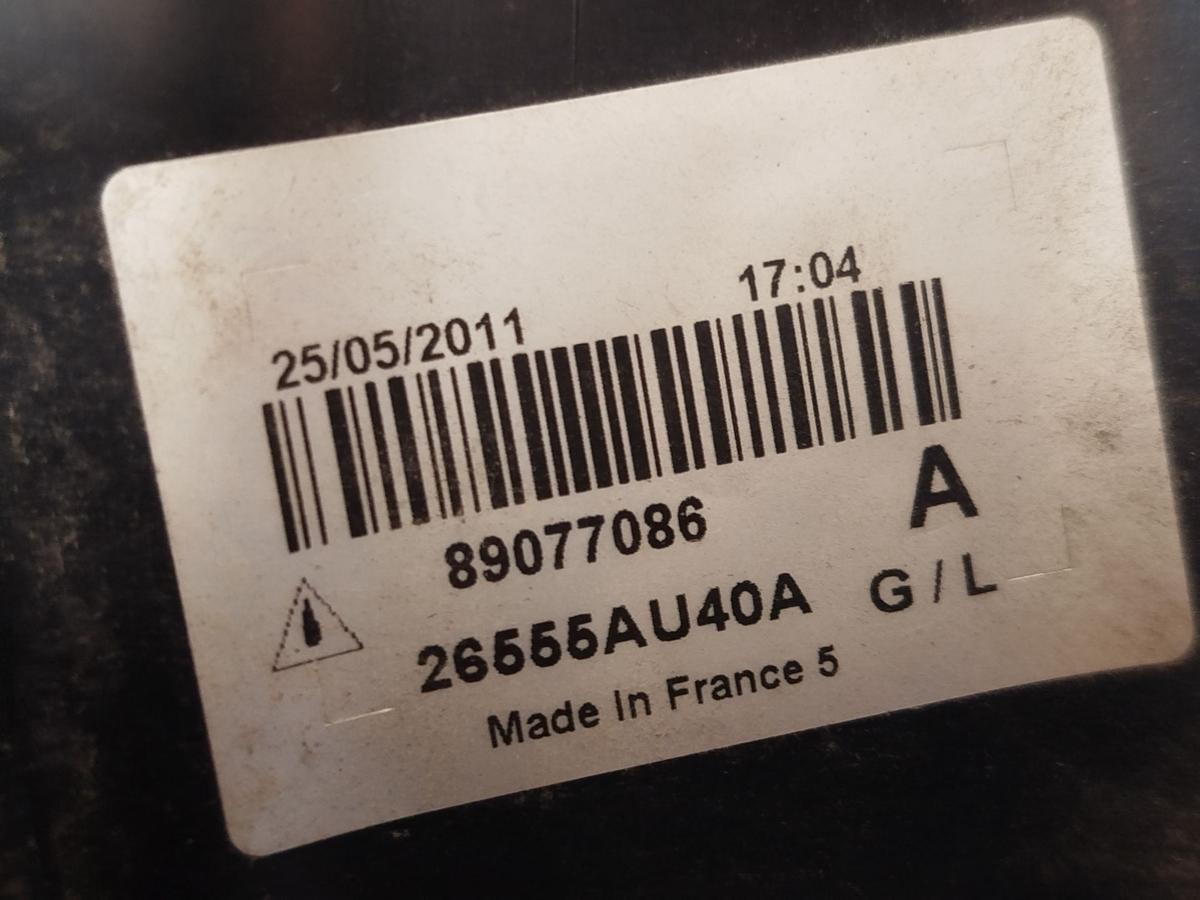 25/05/2011 17:04
89077086 A
26555AU40A G / L
Made In France 5